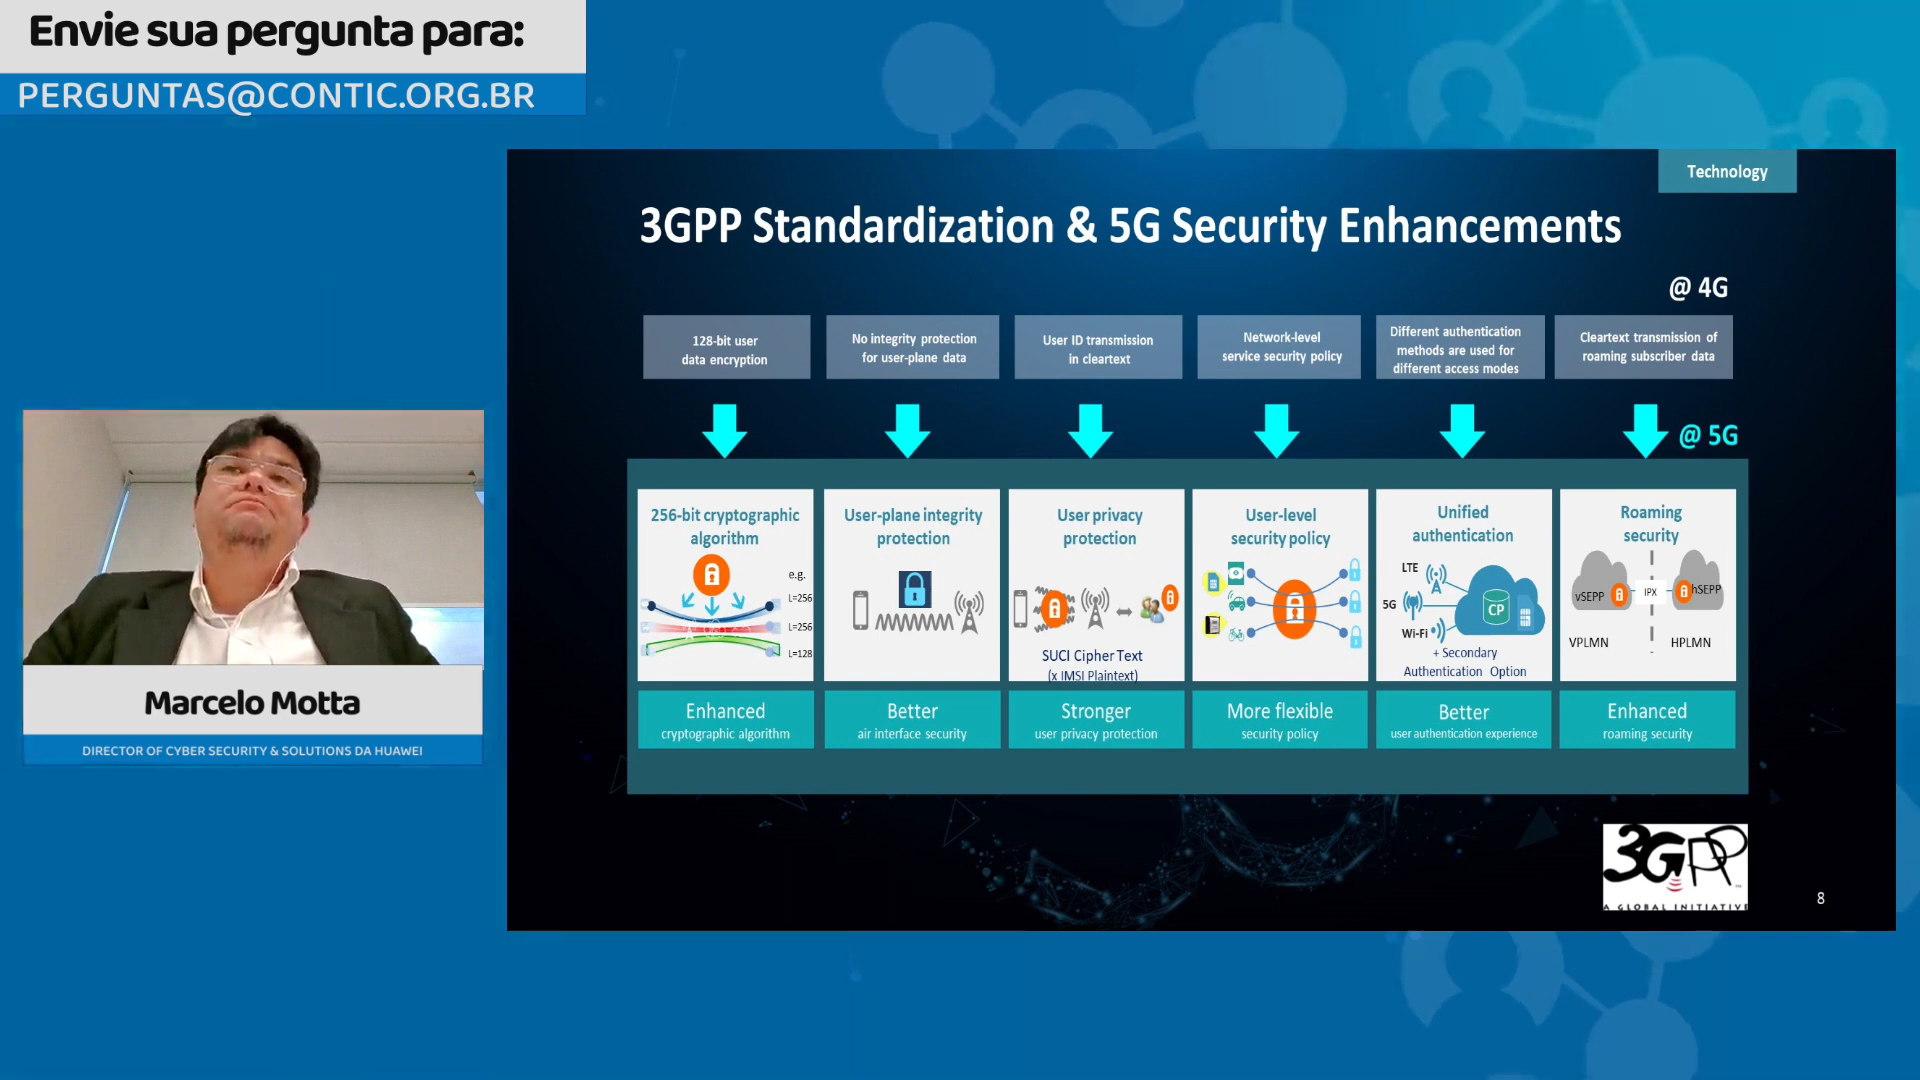 Envie sua pergunta para:
PERGUNTAS@CONTIC.ORG.BR
Technology
3GPP Standardization & 5G Security Enhancements
@ 4G
128-bit user
data encryption
No integrity protection
for user-plane data
User ID transmission
in cleartext
Network-level
service security policy
Different authentication
methods are used for
different access modes
Cleartext transmission of
roaming subscriber data
@ 5G
256-bit cryptographic
algorithm
e.g.
L=256
L=256
L=128
User-plane integrity
protection
User privacy
protection
SUCI Cipher Text
(x IMSI Plaintext)
User-level
security policy
Unified
authentication
LTE
5G
Wi-Fi
CP
+ Secondary
Authentication Option
Roaming
security
vSEPP
IPX
hSEPP
VPLMN
HPLMN
Enhanced
cryptographic algorithm
Better
air interface security
Stronger
user privacy protection
More flexible
security policy
Better
user authentication experience
Enhanced
roaming security
Marcelo Motta
DIRECTOR OF CYBER SECURITY & SOLUTIONS DA HUAWEI
3GPP
A GLOBAL INITIATIVE
8